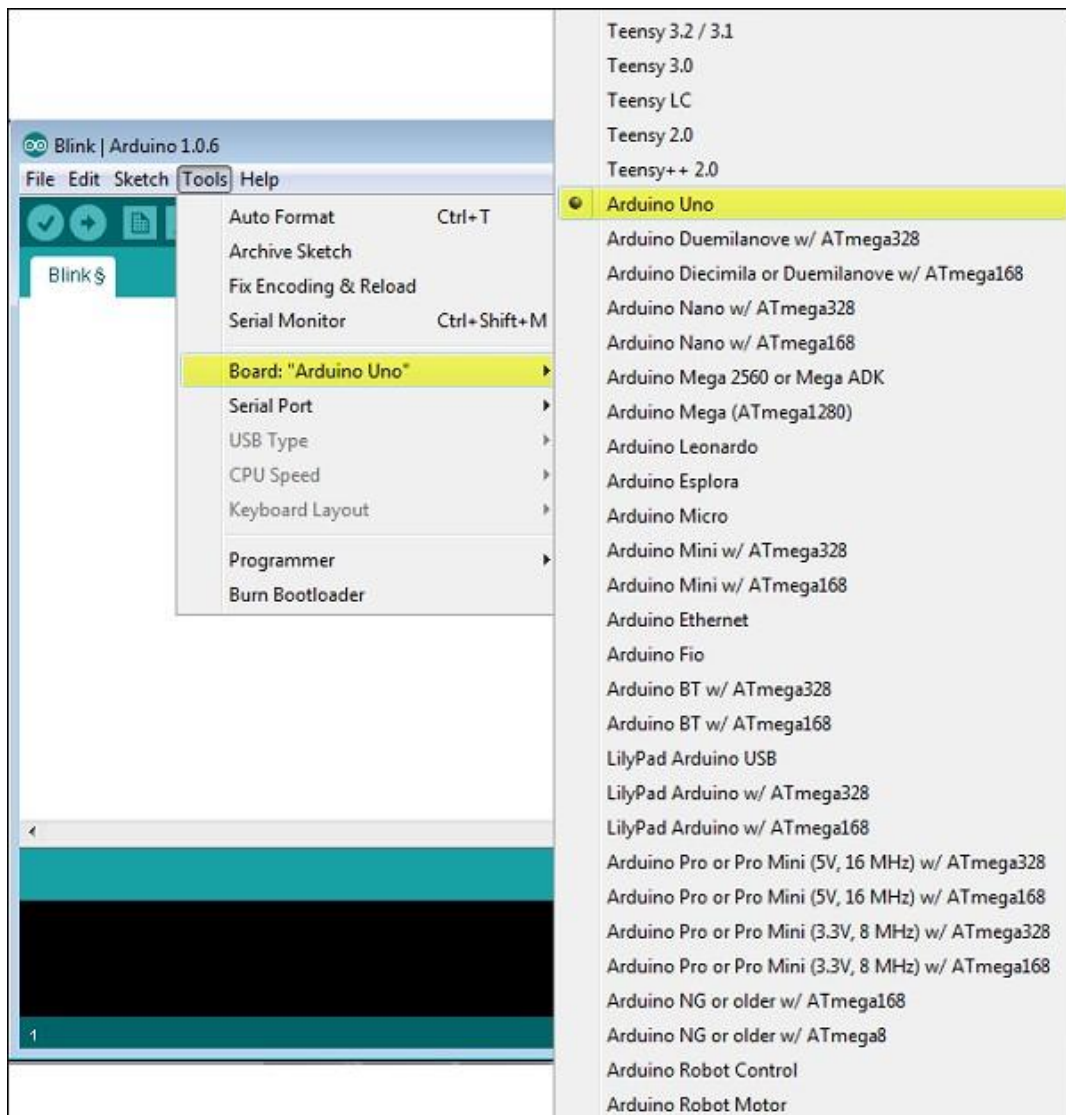 Blink | Arduino 1.0.6
File Edit Sketch Tools Help
Blink §
Auto Format Ctrl+T
Archive Sketch
Fix Encoding & Reload
Serial Monitor Ctrl+Shift+M
Board: "Arduino Uno"
Serial Port
USB Type
CPU Speed
Keyboard Layout
Programmer
Burn Bootloader
1
Teensy 3.2 / 3.1
Teensy 3.0
Teensy LC
Teensy 2.0
Teensy++ 2.0
Arduino Uno
Arduino Duemilanove w/ ATmega328
Arduino Diecimila or Duemilanove w/ ATmega168
Arduino Nano w/ ATmega328
Arduino Nano w/ ATmega168
Arduino Mega 2560 or Mega ADK
Arduino Mega (ATmega1280)
Arduino Leonardo
Arduino Esplora
Arduino Micro
Arduino Mini w/ ATmega328
Arduino Mini w/ ATmega168
Arduino Ethernet
Arduino Fio
Arduino BT w/ ATmega328
Arduino BT w/ ATmega168
LilyPad Arduino USB
LilyPad Arduino w/ ATmega328
LilyPad Arduino w/ ATmega168
Arduino Pro or Pro Mini (5V, 16 MHz) w/ ATmega328
Arduino Pro or Pro Mini (5V, 16 MHz) w/ ATmega168
Arduino Pro or Pro Mini (3.3V, 8 MHz) w/ ATmega328
Arduino Pro or Pro Mini (3.3V, 8 MHz) w/ ATmega168
Arduino NG or older w/ ATmega168
Arduino NG or older w/ ATmega8
Arduino Robot Control
Arduino Robot Motor